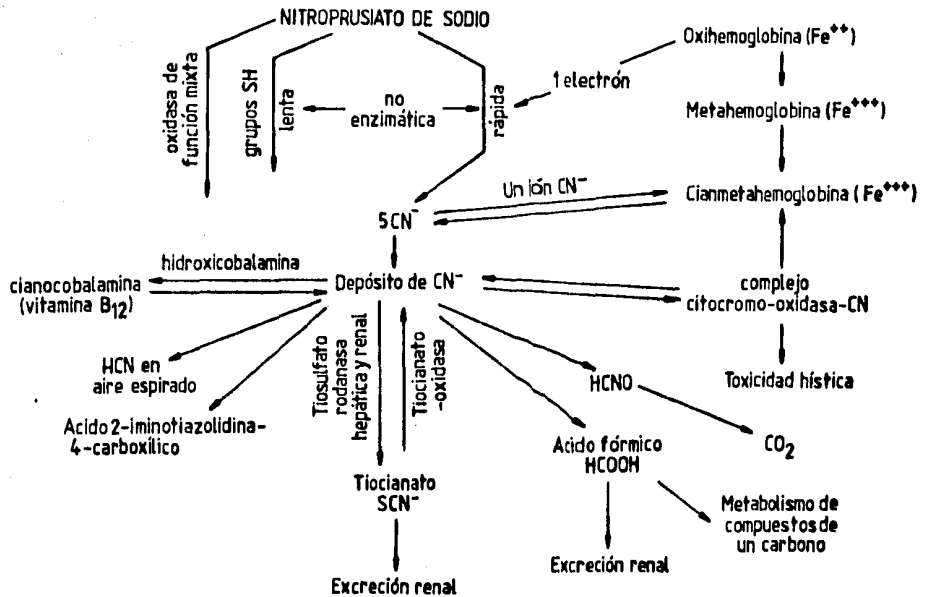 NITROPRUSIATO DE SODIO
Oxihemoglobina (Fe++)
oxidasa de
función mixta
grupos SH
lenta
no
enzimática
rápida
1 electrón
Metahemoglobina (Fe+++)
Un ión CN-
Cianmetahemoglobina (Fe+++)
5CN-
hidroxicobalamina
cianocobalamina
(vitamina B12)
Depósito de CN-
complejo
citocromo-oxidasa-CN
HCN en
aire espirado
Tiosulfato
rodanasa
hepática y renal
Tiocianato
-oxidasa
HCNO
Toxicidad hística
Acido 2-iminotiazolidina-
4-carboxílico
Acido fórmico
HCOOH
CO2
Tiocianato
SCN-
Metabolismo de
compuestos de
un carbono
Excreción renal
Excreción renal